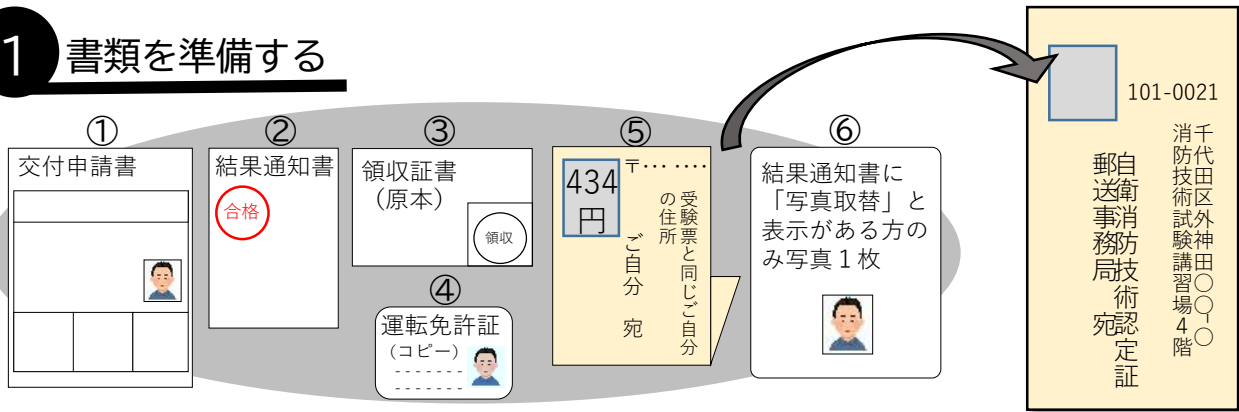 1 書類を準備する
①
交付申請書
②
結果通知書
合格
③
領収証書
(原本)
領収
④
運転免許証
(コピー)
⑤
434
円
〒… ‥‥
受験票と同じご自分
の住所
ご自分 宛
⑥
結果通知書に
「写真取替」と
表示がある方の
み写真1枚
101-0021
千代田区外神田〇〇-〇
消防技術試験講習場4階
自衛消防技術認定証
郵送事務局 宛